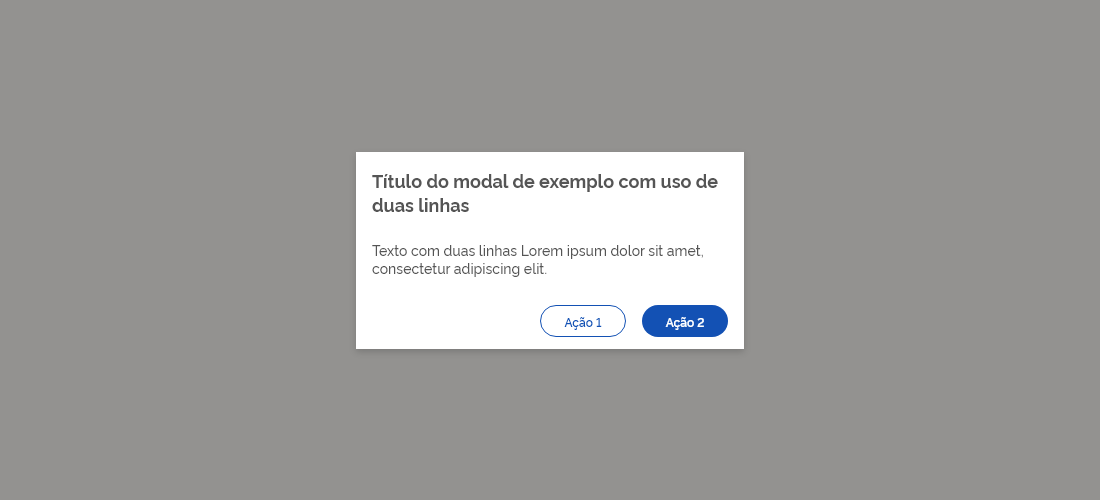 Título do modal de exemplo com uso de
duas linhas
Texto com duas linhas Lorem ipsum dolor sit amet,
consectetur adipiscing elit.
Ação 1
Ação 2